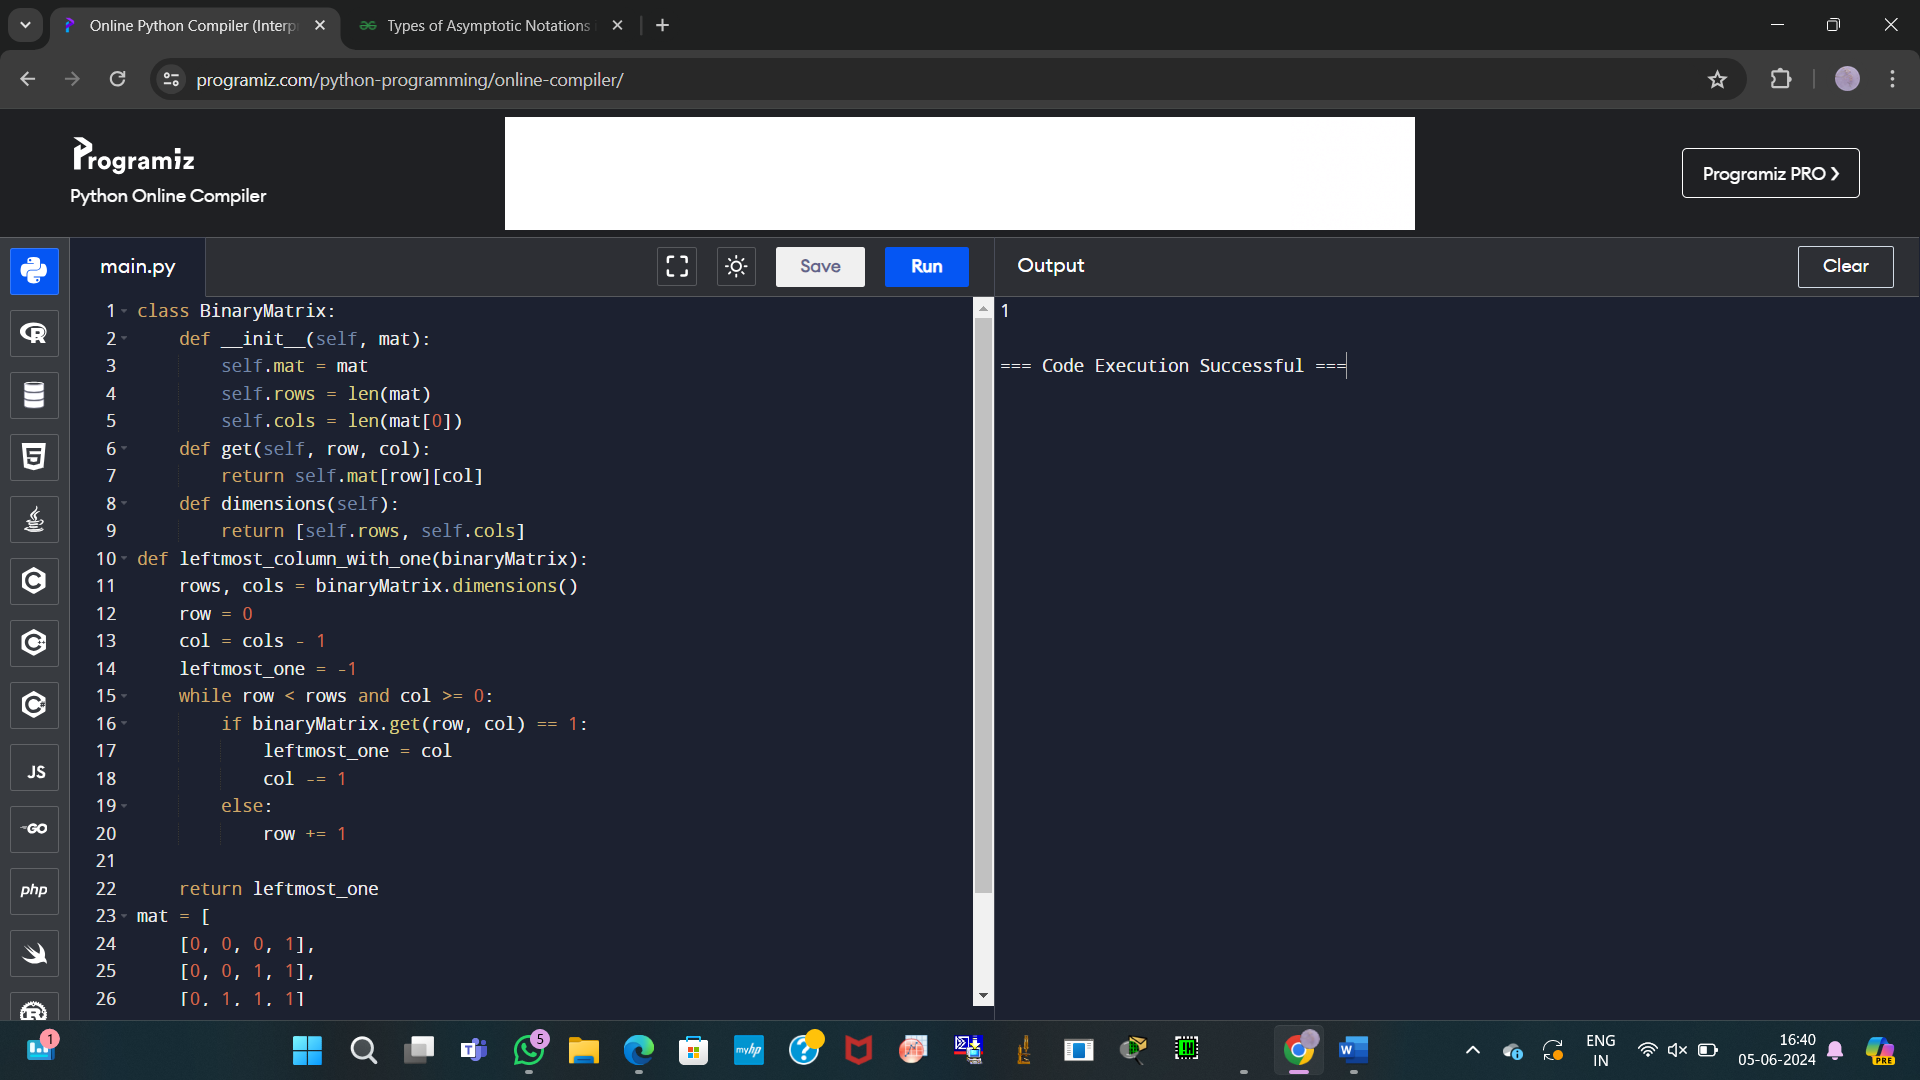 Online Python Compiler (Interp
Types of Asymptotic Notations
programiz.com/python-programming/online-compiler/
Programiz
Python Online Compiler
Programiz PRO ❯
main.py
Save
Run
Output
Clear
1 class BinaryMatrix:
2 def __init__(self, mat):
3 self.mat = mat
4 self.rows = len(mat)
5 self.cols = len(mat[0])
6 def get(self, row, col):
7 return self.mat[row][col]
8 def dimensions(self):
9 return [self.rows, self.cols]
10 def leftmost_column_with_one(binaryMatrix):
11 rows, cols = binaryMatrix.dimensions()
12 row = 0
13 col = cols - 1
14 leftmost_one = -1
15 while row < rows and col >= 0:
16 if binaryMatrix.get(row, col) == 1:
17 leftmost_one = col
18 col -= 1
19 else:
20 row += 1
21
22 return leftmost_one
23 mat = [
24 [0, 0, 0, 1],
25 [0, 0, 1, 1],
26 [0, 1, 1, 1]
1
=== Code Execution Successful ===
JS
GO
php
1
5
myhp
ENG
IN
16:40
05-06-2024
PRE